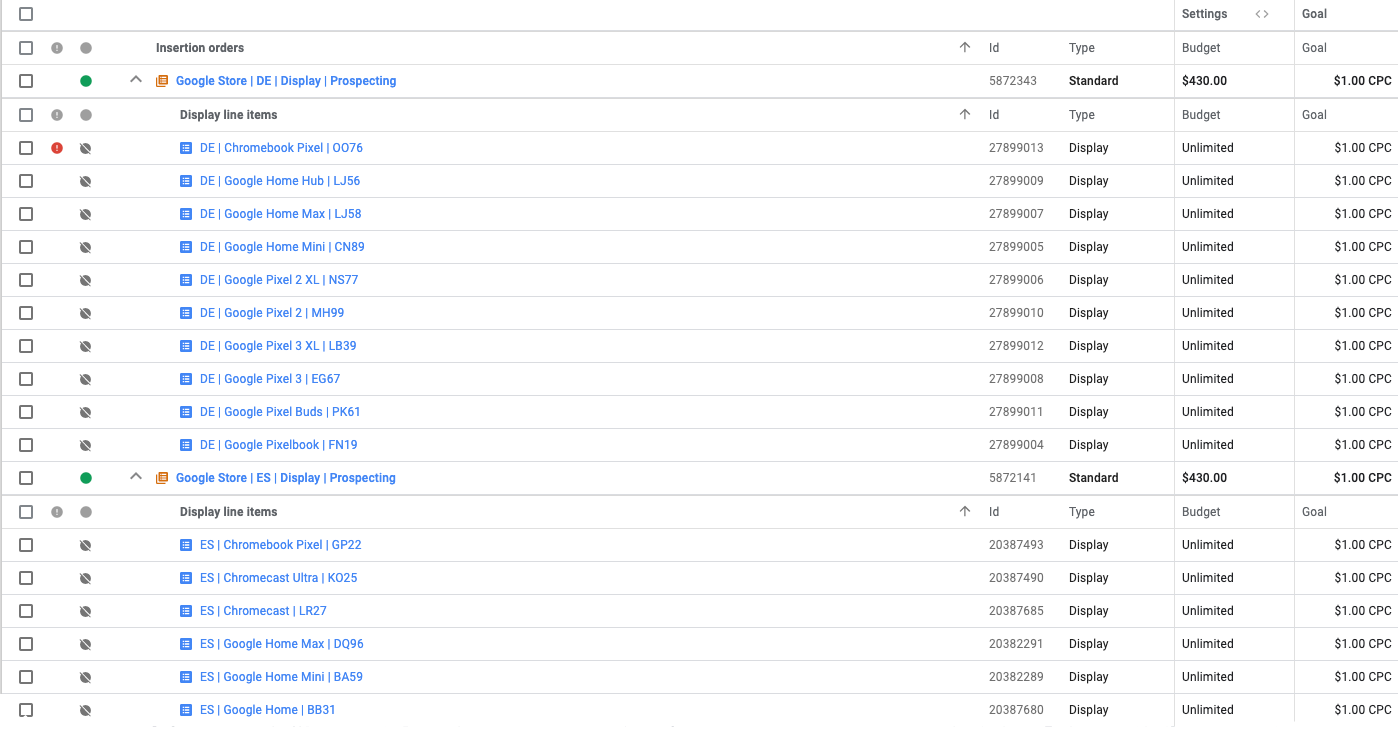 Settings <> Goal
Insertion orders Id Type Budget Goal
Google Store | DE | Display | Prospecting 5872343 Standard $430.00 $1.00 CPC
Display line items Id Type Budget Goal
DE | Chromebook Pixel | OO76 27899013 Display Unlimited $1.00 CPC
DE | Google Home Hub | LJ56 27899009 Display Unlimited $1.00 CPC
DE | Google Home Max | LJ58 27899007 Display Unlimited $1.00 CPC
DE | Google Home Mini | CN89 27899005 Display Unlimited $1.00 CPC
DE | Google Pixel 2 XL | NS77 27899006 Display Unlimited $1.00 CPC
DE | Google Pixel 2 | MH99 27899010 Display Unlimited $1.00 CPC
DE | Google Pixel 3 XL | LB39 27899012 Display Unlimited $1.00 CPC
DE | Google Pixel 3 | EG67 27899008 Display Unlimited $1.00 CPC
DE | Google Pixel Buds | PK61 27899011 Display Unlimited $1.00 CPC
DE | Google Pixelbook | FN19 27899004 Display Unlimited $1.00 CPC
Google Store | ES | Display | Prospecting 5872141 Standard $430.00 $1.00 CPC
Display line items Id Type Budget Goal
ES | Chromebook Pixel | GP22 20387493 Display Unlimited $1.00 CPC
ES | Chromecast Ultra | KO25 20387490 Display Unlimited $1.00 CPC
ES | Chromecast | LR27 20387685 Display Unlimited $1.00 CPC
ES | Google Home Max | DQ96 20382291 Display Unlimited $1.00 CPC
ES | Google Home Mini | BA59 20382289 Display Unlimited $1.00 CPC
ES | Google Home | BB31 20387680 Display Unlimited $1.00 CPC